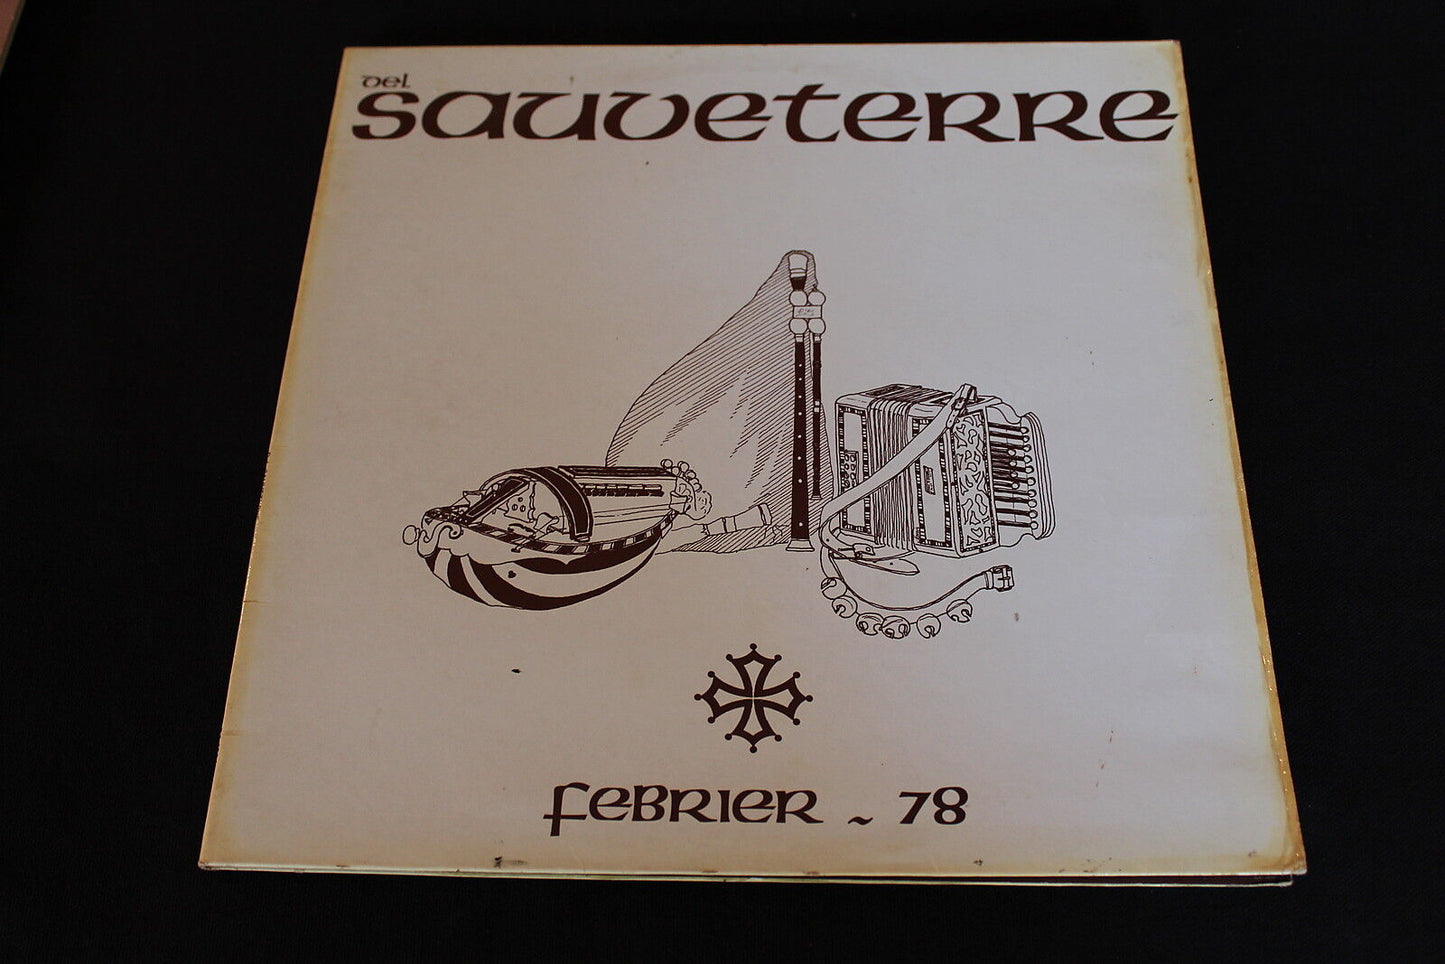 del
sauveterre
febrier ~ 78